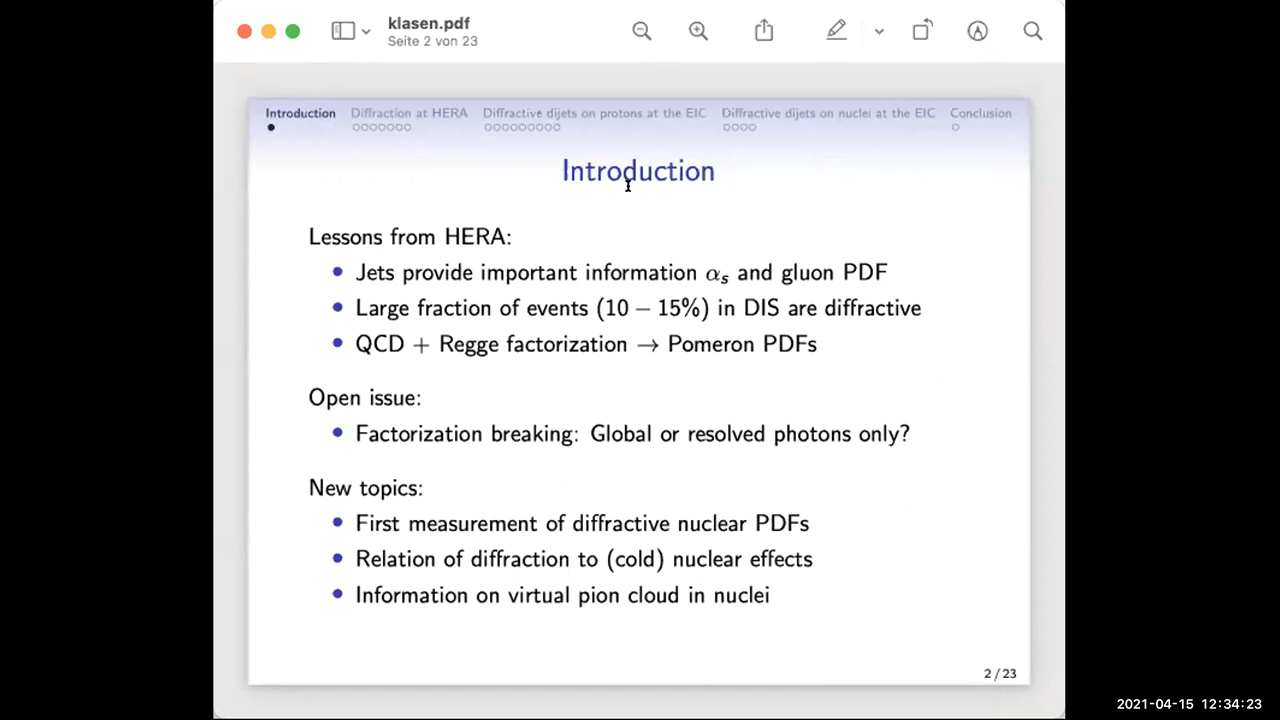 klasen.pdf
Seite 2 von 23
Introduction Diffraction at HERA Diffractive dijets on protons at the EIC Diffractive dijets on nuclei at the EIC Conclusion
Introduction
Lessons from HERA:
• Jets provide important information αs and gluon PDF
• Large fraction of events (10 − 15%) in DIS are diffractive
• QCD + Regge factorization → Pomeron PDFs
Open issue:
• Factorization breaking: Global or resolved photons only?
New topics:
• First measurement of diffractive nuclear PDFs
• Relation of diffraction to (cold) nuclear effects
• Information on virtual pion cloud in nuclei
2 / 23
2021-04-15 12:34:23